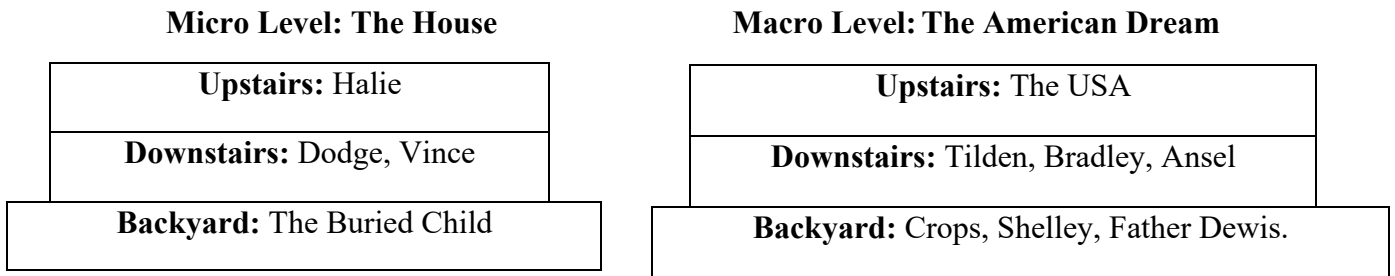 Micro Level: The House
Upstairs: Halie
Downstairs: Dodge, Vince
Backyard: The Buried Child
Macro Level: The American Dream
Upstairs: The USA
Downstairs: Tilden, Bradley, Ansel
Backyard: Crops, Shelley, Father Dewis.